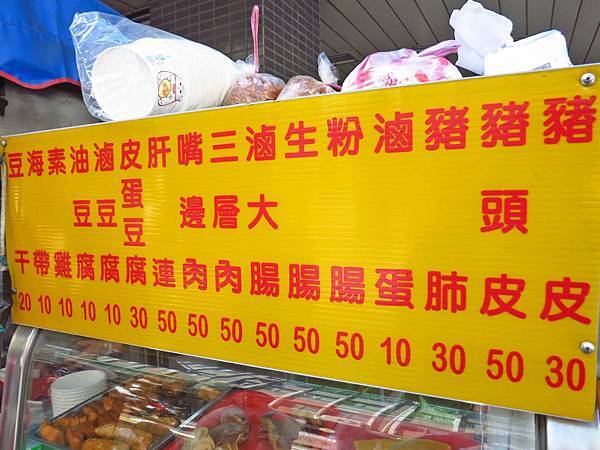 豬皮 30
豬頭皮 50
豬肺 30
滷蛋 10
粉腸 50
生腸 50
滷大腸 50
三層肉 50
嘴邊肉 50
肝連 50
皮蛋豆腐 30
滷豆腐 10
油豆腐 10
素雞 10
海帶 10
豆干 20